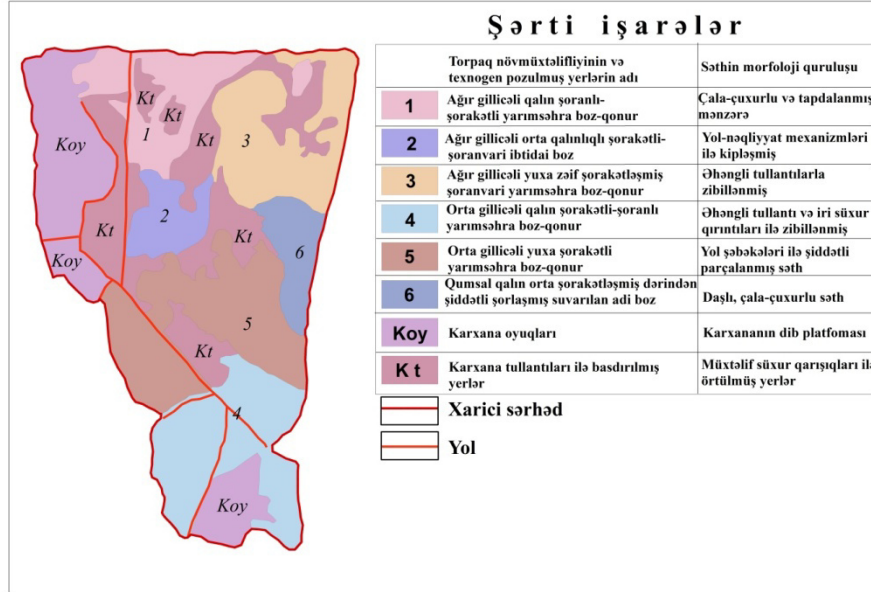 Şərti işarələr
Torpaq növmüxtəlifliyinin və
texnogen pozulmuş yerlərin adı
Səthin morfoloji quruluşu
1
Ağır gillicəli qalın şoranlı-
şorakətli yarımsəhra boz-qonur
Çala-çuxurlu və tapdalanmış
mənzərə
2
Ağır gillicəli orta qalınlıqlı şorakətli-
şoranvari ibtidai boz
Yol-nəqliyyat mexanizmləri
ilə kipləşmiş
3
Ağır gillicəli yuxa zəif şorakətləşmiş
şoranvari yarımsəhra boz-qonur
Əhəngli tullantılarla
zibillənmiş
4
Orta gillicəli qalın şorakətli-şoranlı
yarımsəhra boz-qonur
Əhəngli tullantı və iri süxur
qırıntıları ilə zibillənmiş
5
Orta gillicəli yuxa şorakətli
yarımsəhra boz-qonur
Yol şəbəkələri ilə şiddətli
parçalanmış səth
6
Qumsal qalın orta şorakətləşmiş dərindən
şiddətli şorlaşmış suvarılan adi boz
Daşlı, çala-çuxurlu səth
Koy
Karxana oyuqları
Karxananın dib platfoması
K t
Karxana tullantıları ilə basdırılmış
yerlər
Müxtəlif süxur qarışıqları ilə
örtülmüş yerlər
Xarici sərhəd
Yol
Kt
Kt
1
Kt
3
Koy
2
Kt
Kt
6
Koy
5
Kt
4
Koy